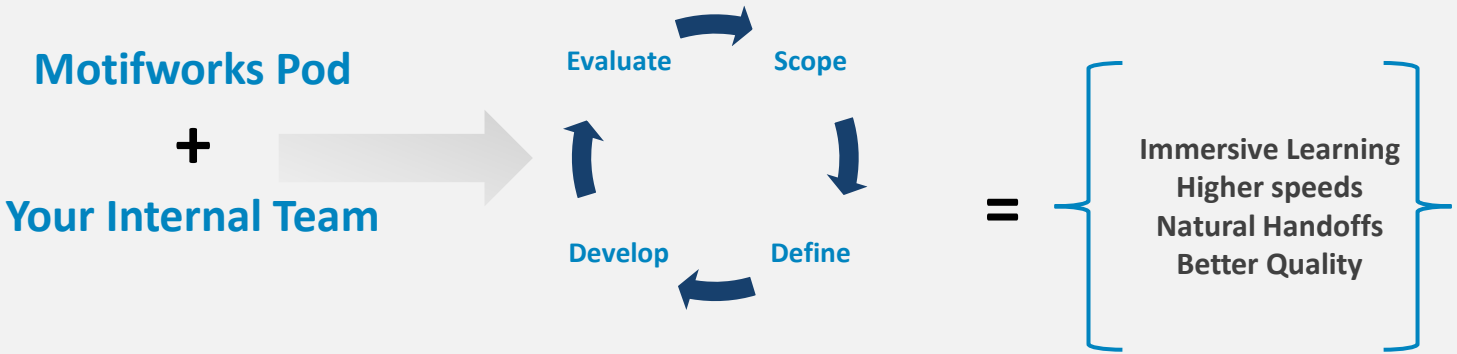 Motifworks Pod
+
Your Internal Team
Evaluate
Scope
Define
Develop
=
Immersive Learning
Higher speeds
Natural Handoffs
Better Quality